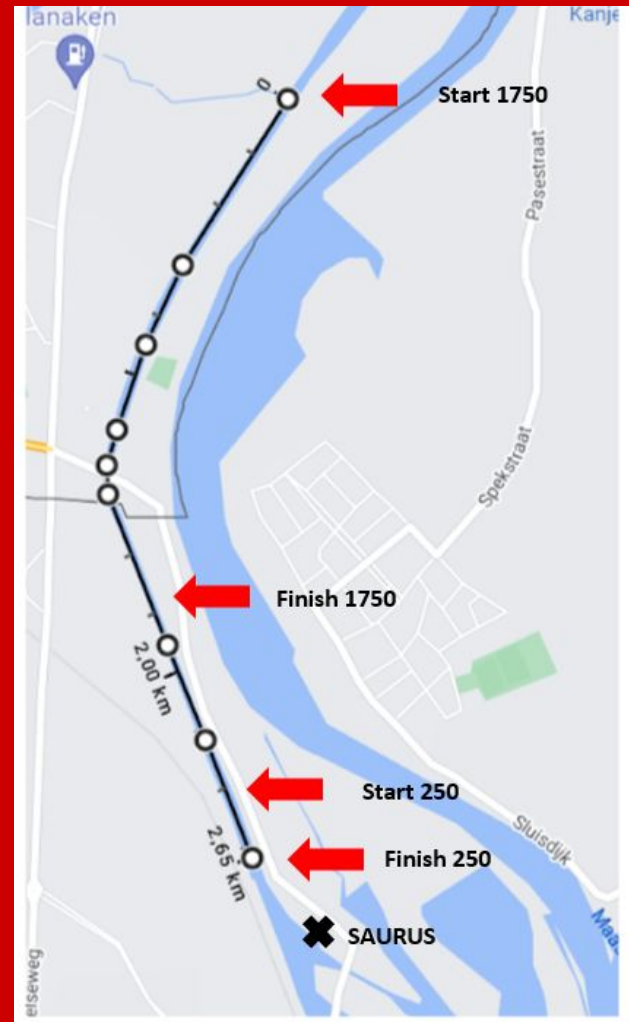 lanaken
Kanje
0
Start 1750
Pasestraat
Spekstraat
Finish 1750
2,00 km
Start 250
Sluisdijk
2,65 km
Finish 250
Maa
SAURUS
elseweg